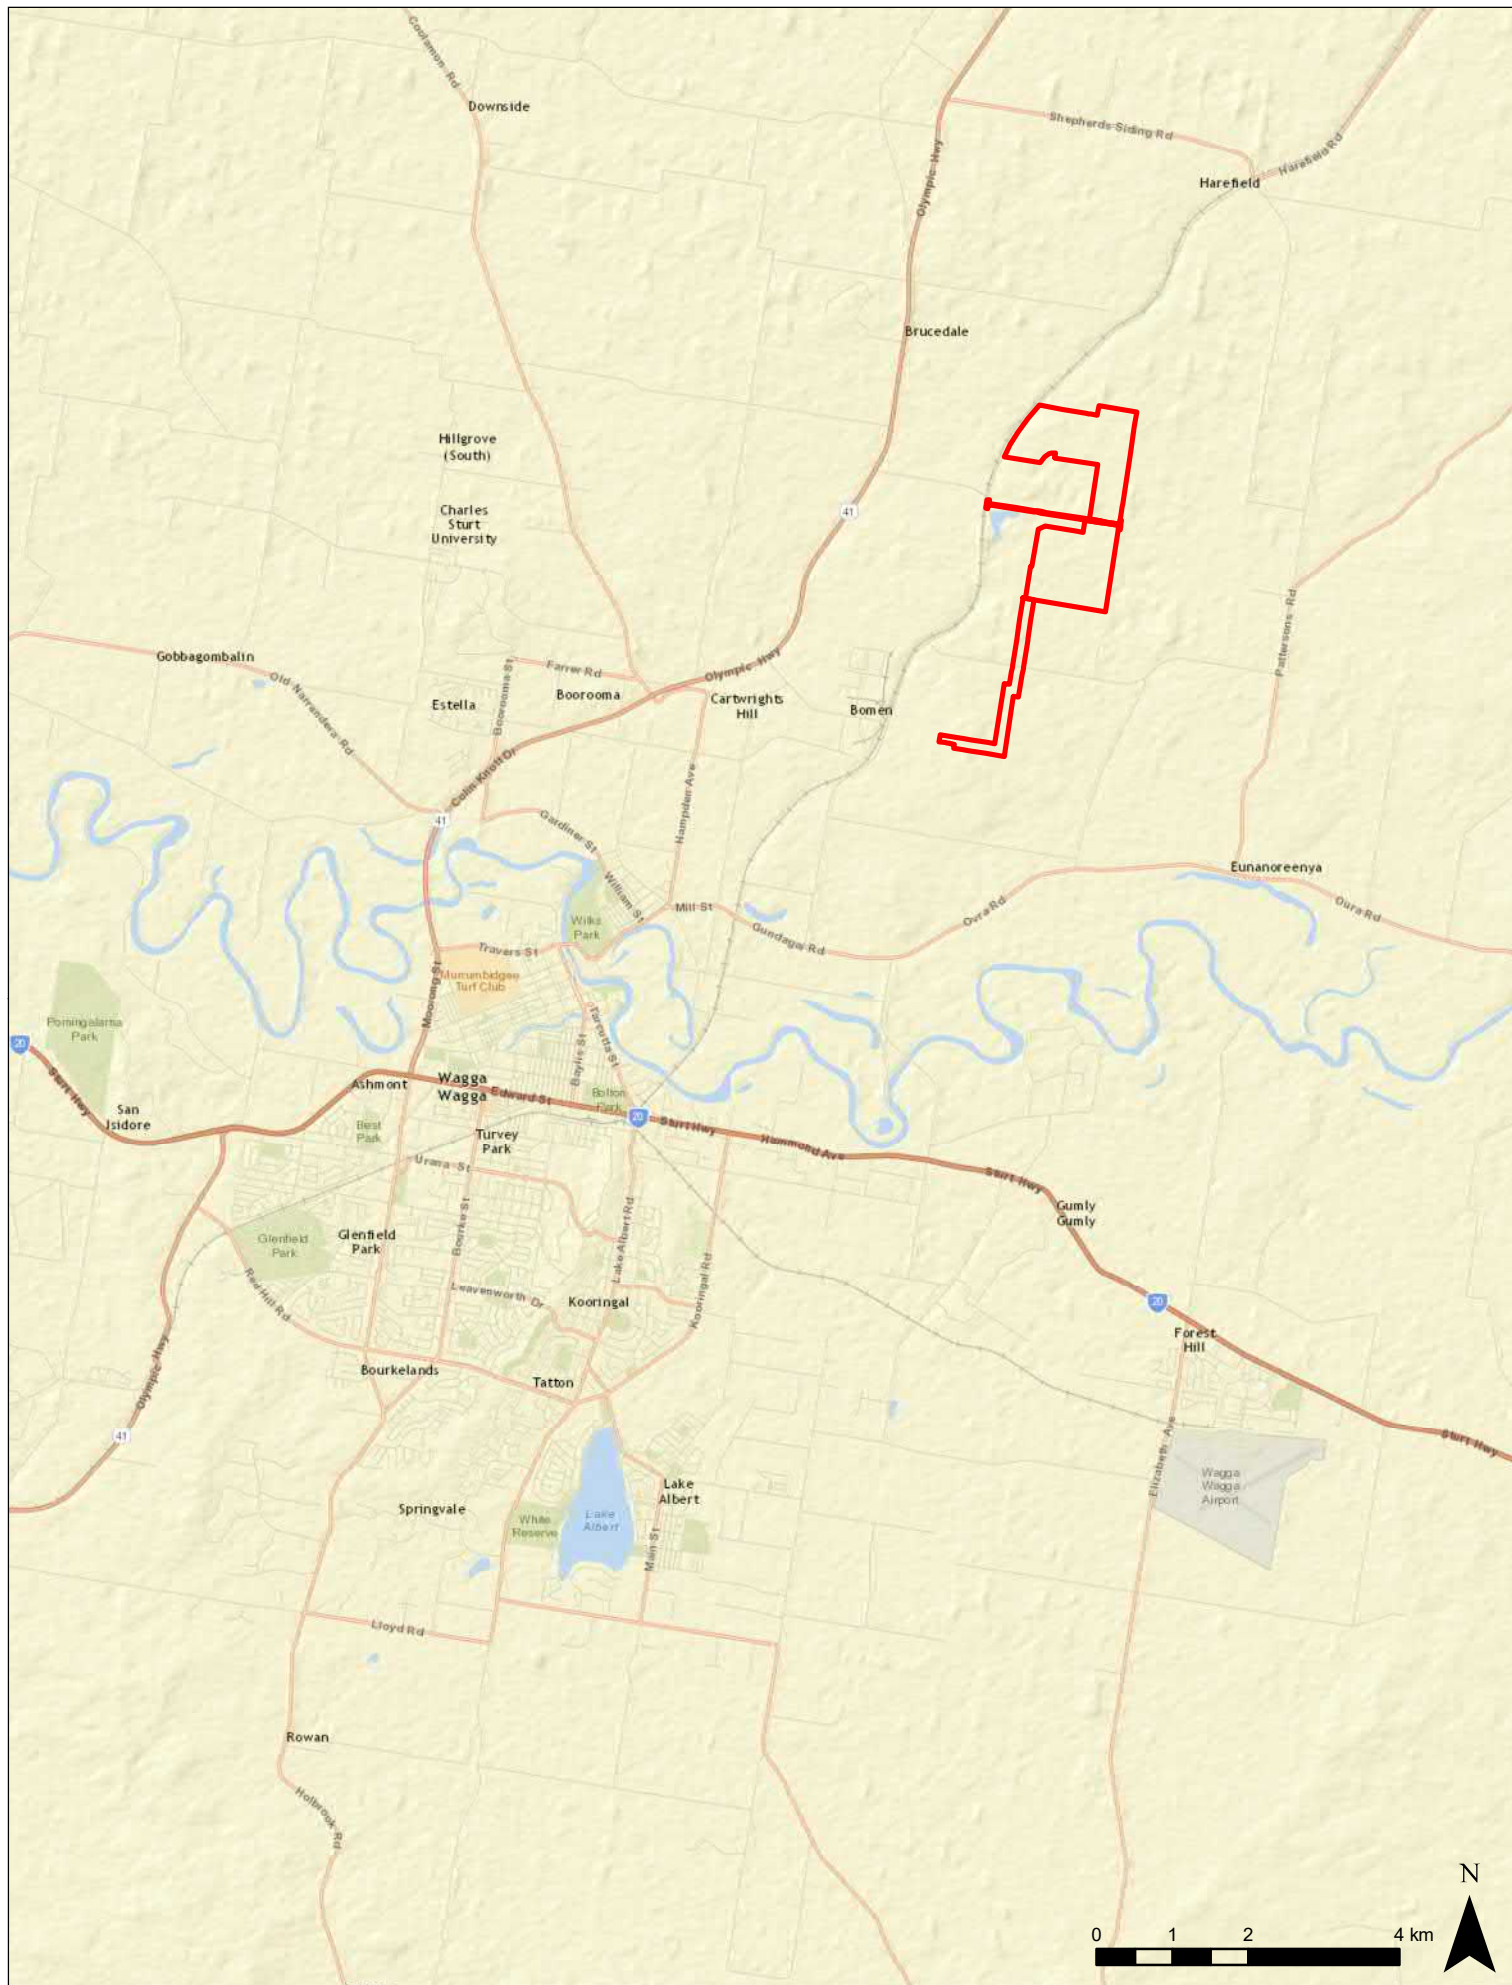 Coolamon Rd
Downside
Shepherds Siding Rd
Harefield Rd
Harefield
Olympic Hwy
Brucedale
Hillgrove
(South)
Charles
Sturt
University
41
Pattersons Rd
Gobbagombalin
Old Narrandera Rd
Estella
Boorooma St
Farrer Rd
Boorooma
Olympic Hwy
Cartwrights
Hill
Bomen
Colin Knott Dr
41
Hampden Ave
Gardiner St
William St
Eunanoreenya
Mill St
Oura Rd
Oura Rd
Wilks
Park
Gundagai Rd
Travers St
Murrumbidgee
Turf Club
Moorong St
Pomingalarna
Park
20
Sturt Hwy
San
Isidore
Ashmont
Wagga
Wagga
Edward St
Baylis St
Tarcutta St
Bolton
Park
20
Sturt Hwy
Hammond Ave
Sturt Hwy
Best
Park
Turvey
Park
Urana St
Gumly
Gumly
Glenfield
Park
Glenfield
Park
Bourke St
Lake Albert Rd
Kooringal Rd
Red Hill Rd
Leavenworth Dr
Kooringal
20
Forest
Hill
Olympic Hwy
Bourkelands
Tatton
41
Elizabeth Ave
Sturt Hwy
Wagga
Wagga
Airport
Springvale
White
Reserve
Lake
Albert
Lake
Albert
Main St
Lloyd Rd
Rowan
Holbrook Rd
N
0 1 2 4 km